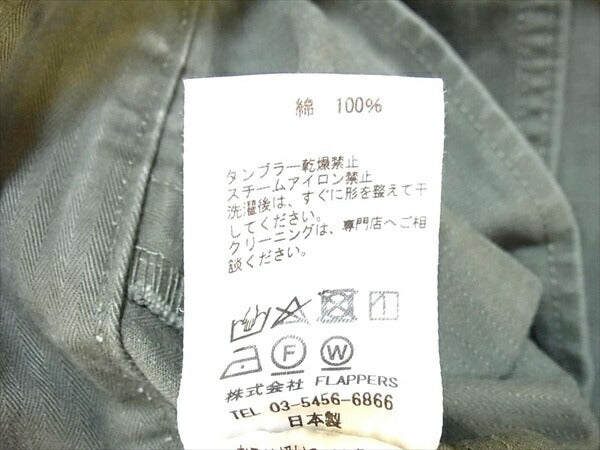 綿 100%
タンブラー乾燥禁止
スチームアイロン禁止
洗濯後は、すぐに形を整えて干
してください。
クリーニングは、専門店へご相
談ください。
F W
株式会社 FLAPPERS
TEL 03-5456-6866
日本製